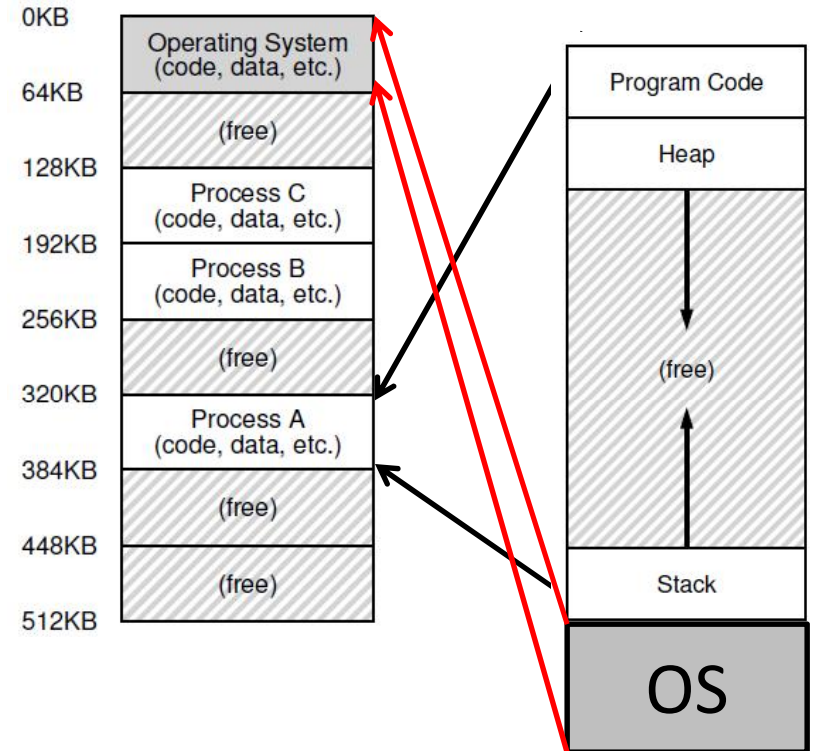 0KB
Operating System
(code, data, etc.)
64KB
(free)
128KB
Process C
(code, data, etc.)
192KB
Process B
(code, data, etc.)
256KB
(free)
320KB
Process A
(code, data, etc.)
384KB
(free)
448KB
(free)
512KB
Program Code
Heap
(free)
Stack
OS